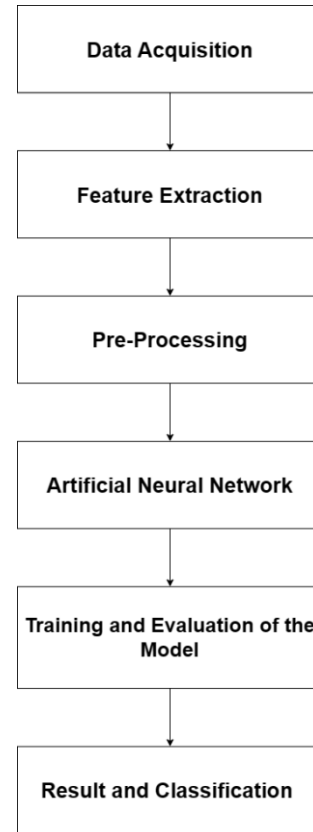 Data Acquisition
Feature Extraction
Pre-Processing
Artificial Neural Network
Training and Evaluation of the
Model
Result and Classification